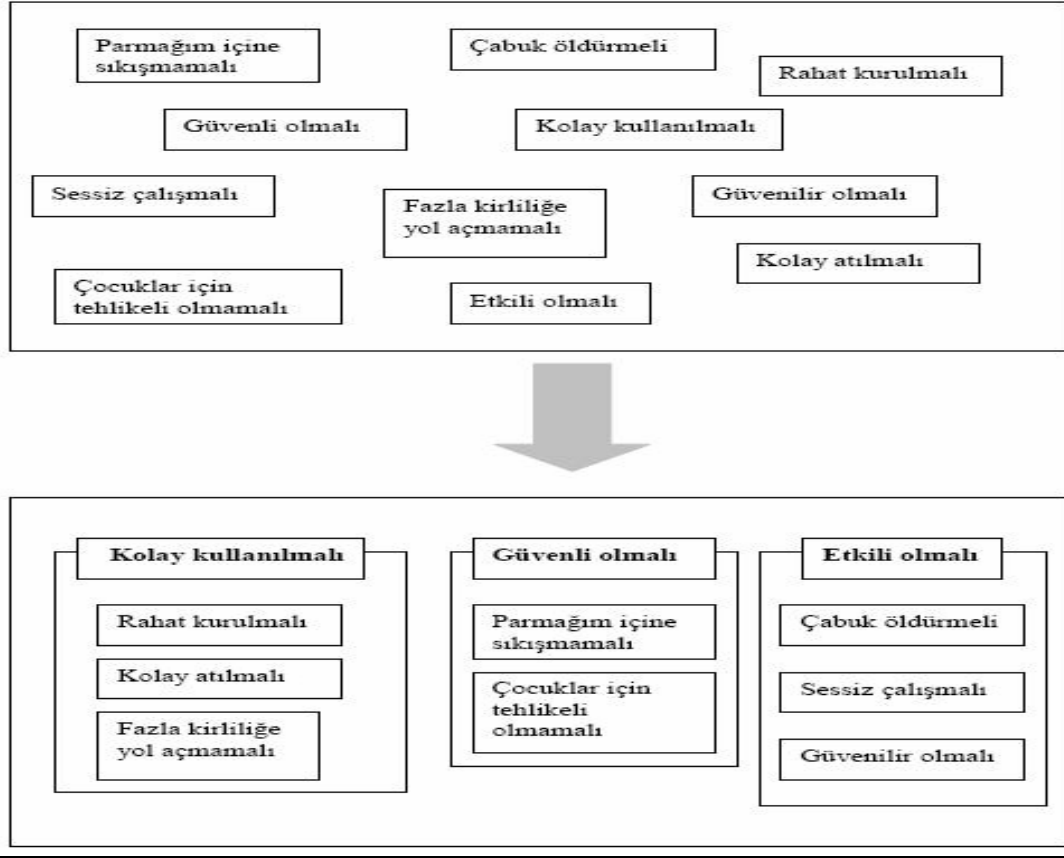 Parmağım içine
sıkışmamalı
Çabuk öldürmeli
Rahat kurulmalı
Güvenli olmalı
Kolay kullanılmalı
Sessiz çalışmalı
Fazla kirliliğe
yol açmamalı
Güvenilir olmalı
Kolay atılmalı
Çocuklar için
tehlikeli olmamalı
Etkili olmalı
Kolay kullanılmalı
Rahat kurulmalı
Kolay atılmalı
Fazla kirliliğe
yol açmamalı
Güvenli olmalı
Parmağım içine
sıkışmamalı
Çocuklar için
tehlikeli
olmamalı
Etkili olmalı
Çabuk öldürmeli
Sessiz çalışmalı
Güvenilir olmalı